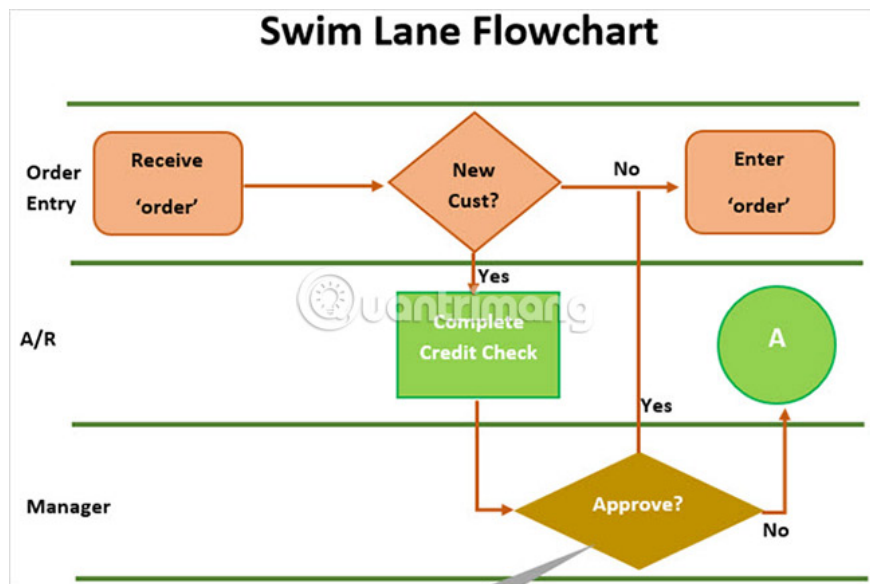 Swim Lane Flowchart
Order
Entry
Receive
‘order’
New
Cust?
No
Enter
‘order’
Yes
Quantrimang
A/R
Complete
Credit Check
A
Yes
Manager
Approve?
No